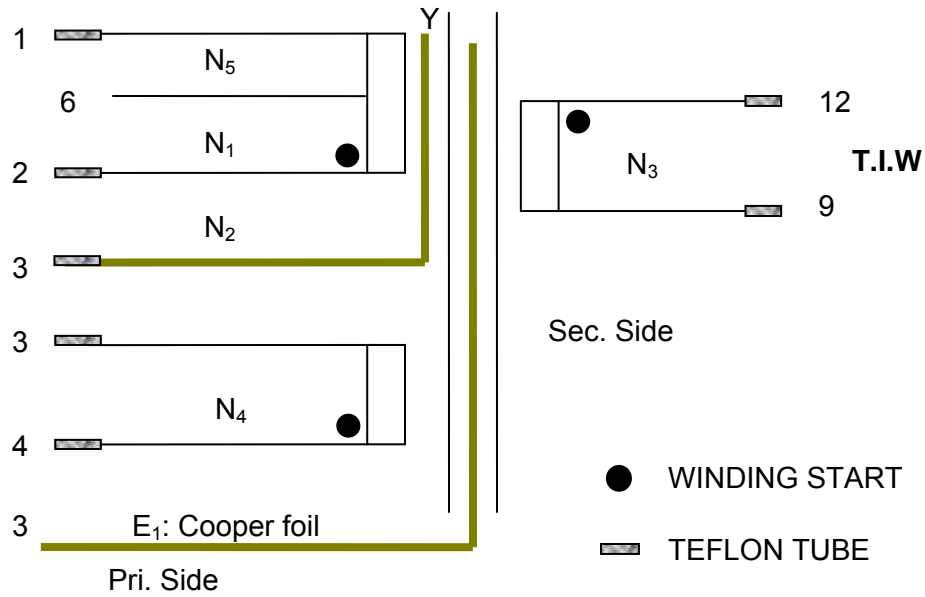 Y
1
N₅
6
N₁
2
N₂
3
3
N₄
4
3
E₁: Cooper foil
Pri. Side
12
N₃
T.I.W
9
Sec. Side
WINDING START
TEFLON TUBE